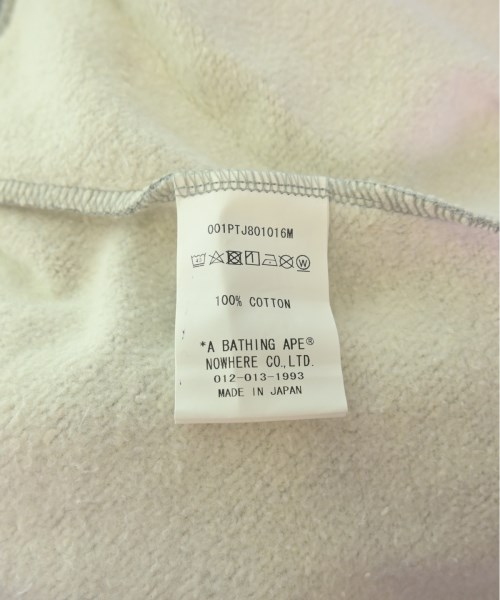 001PTJ801016M
W
100% COTTON
*A BATHING APE®
NOWHERE CO.,LTD.
012-013-1993
MADE IN JAPAN